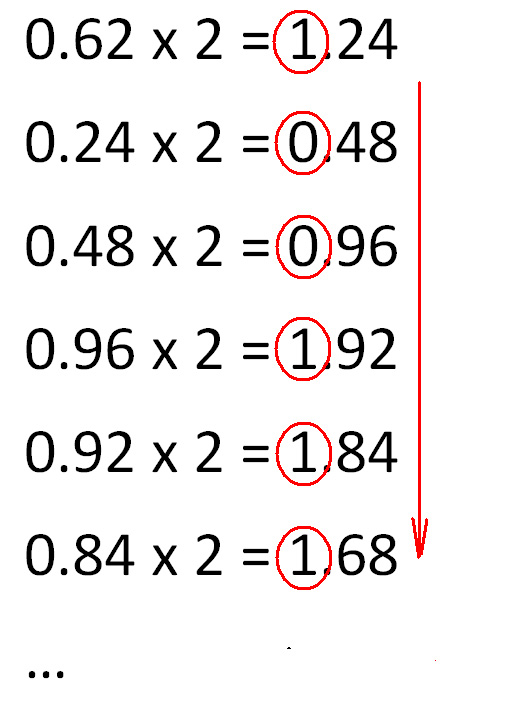 0.62 x 2 = 1.24
0.24 x 2 = 0.48
0.48 x 2 = 0.96
0.96 x 2 = 1.92
0.92 x 2 = 1.84
0.84 x 2 = 1.68
...